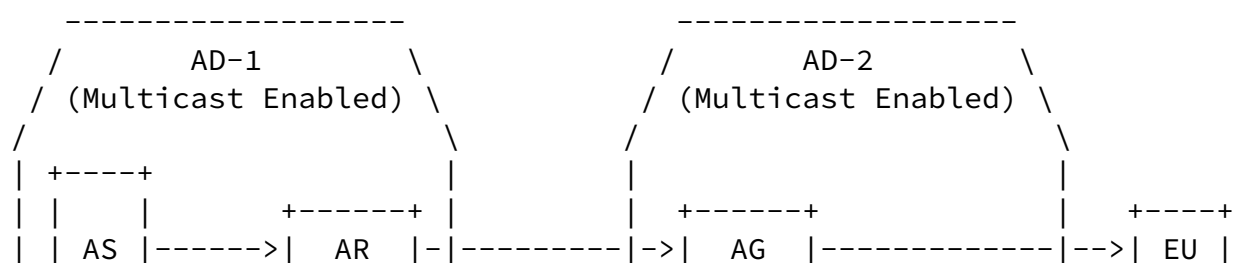 -------------------               -------------------
   /       AD-1        \             /       AD-2        \
  / (Multicast Enabled) \           / (Multicast Enabled) \
 /                       \         /                       \
 | +----+                |         |                       |
 | |    |       +------+ |         |  +------+             |   +----+
 | | AS |------>|  AR  |-|---------|->|  AG  |-------------|-->| EU |